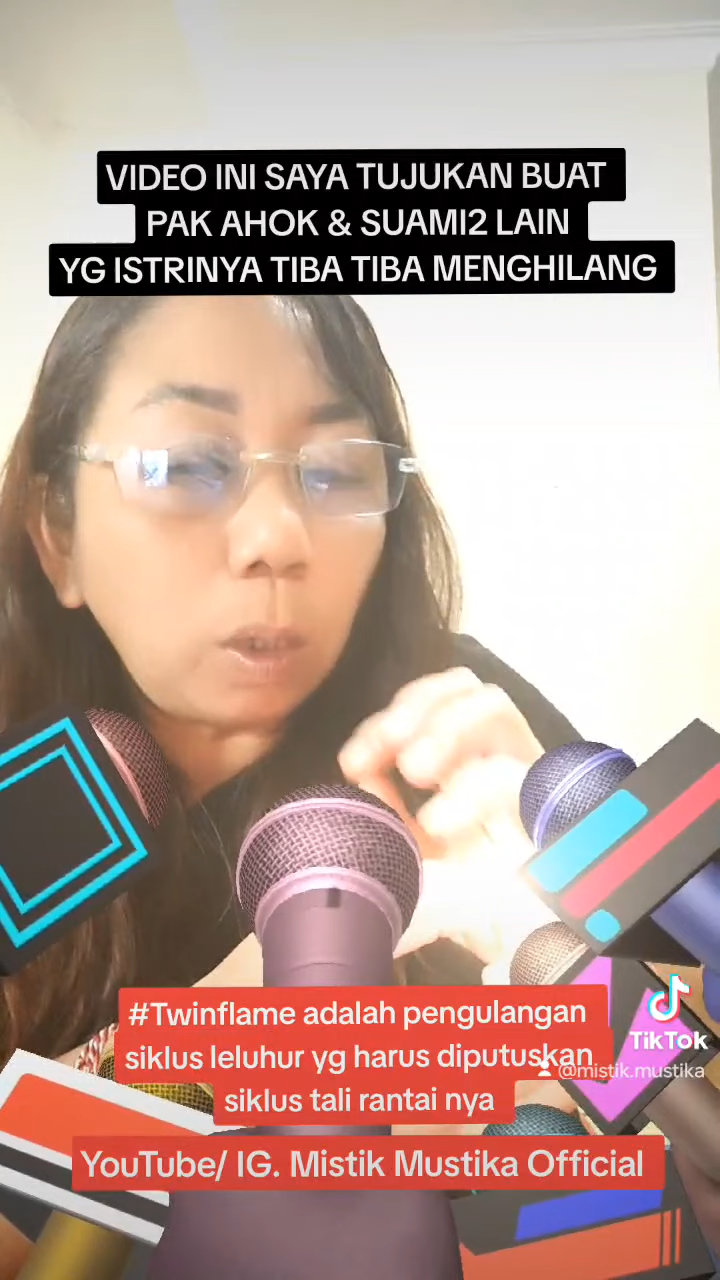 VIDEO INI SAYA TUJUKAN BUAT
PAK AHOK & SUAMI2 LAIN
YG ISTRINYA TIBA TIBA MENGHILANG
#Twinflame adalah pengulangan
siklus leluhur yg harus diputuskan
siklus tali rantai nya
TikTok
@mistik.mustika
YouTube/ IG. Mistik Mustika Official